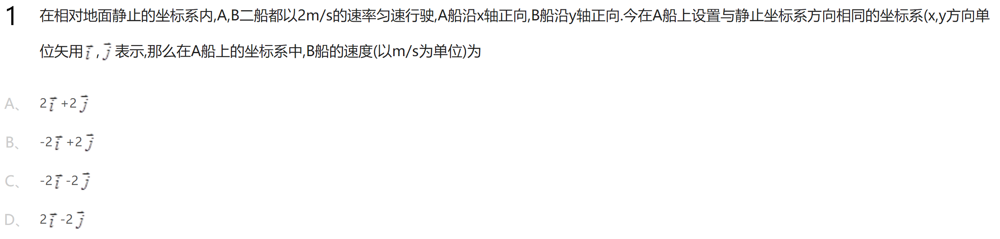 1 在相对地面静止的坐标系内,A,B二船都以2m/s的速率匀速行驶,A船沿x轴正向,B船沿y轴正向.今在A船上设置与静止坐标系方向相同的坐标系(x,y方向单
位矢用 $\vec{i}$ , $\vec{j}$ 表示,那么在A船上的坐标系中,B船的速度(以m/s为单位)为
A、 2 $\vec{i}$ +2 $\vec{j}$
B、 -2 $\vec{i}$ +2 $\vec{j}$
C、 -2 $\vec{i}$ -2 $\vec{j}$
D、 2 $\vec{i}$ -2 $\vec{j}$